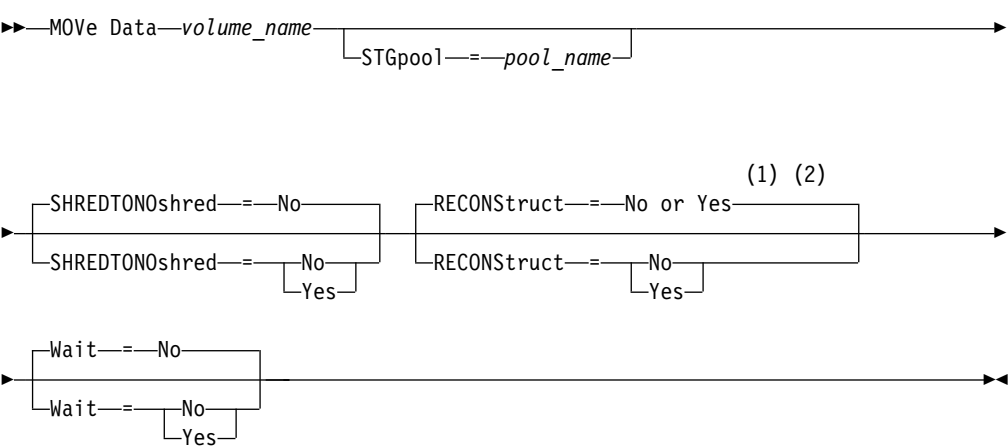 MOVe Data volume_name
STGpool = pool_name
(1) (2)
SHREDTONOshred = No RECONStruct = No or Yes
SHREDTONOshred = No RECONStruct = No
Yes Yes
Wait = No
Wait = No
Yes